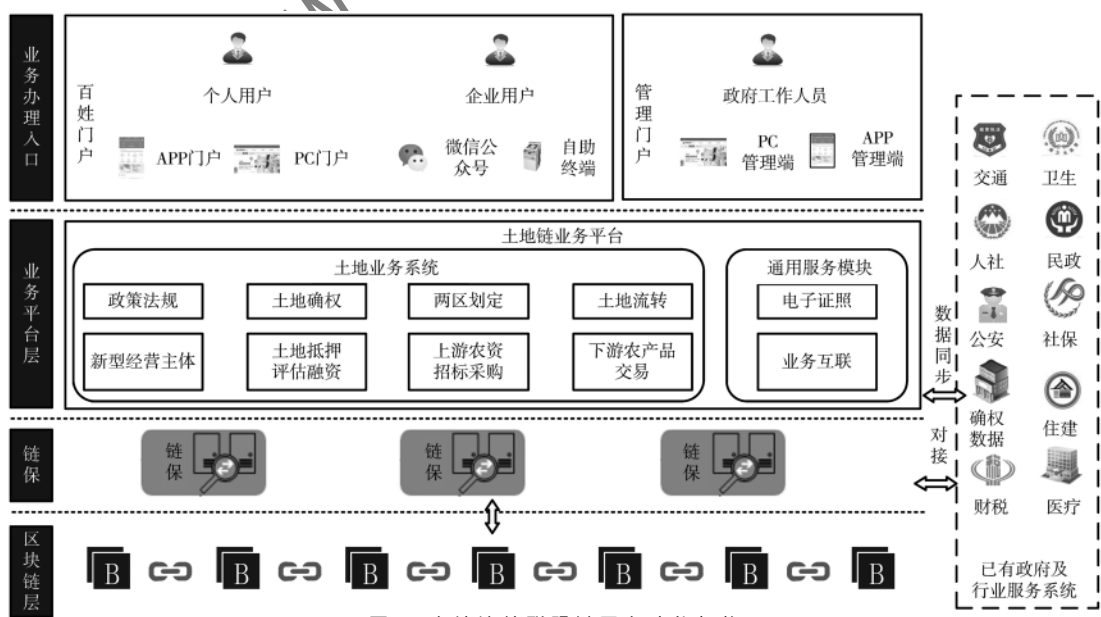 业务办理入口
百姓门户
个人用户
企业用户
APP门户
PC门户
微信公众号
自助终端
管理门户
政府工作人员
PC管理端
APP管理端
业务平台层
土地链业务平台
土地业务系统
政策法规
土地确权
两区划定
土地流转
新型经营主体
土地抵押
评估融资
上游农资
招标采购
下游农产品
交易
通用服务模块
电子证照
业务互联
数据同步
对接
链保
链保
链保
链保
区块链层
B
B
B
B
B
B
B
交通
卫生
人社
民政
公安
社保
确权
数据
住建
财税
医疗
已有政府及
行业服务系统